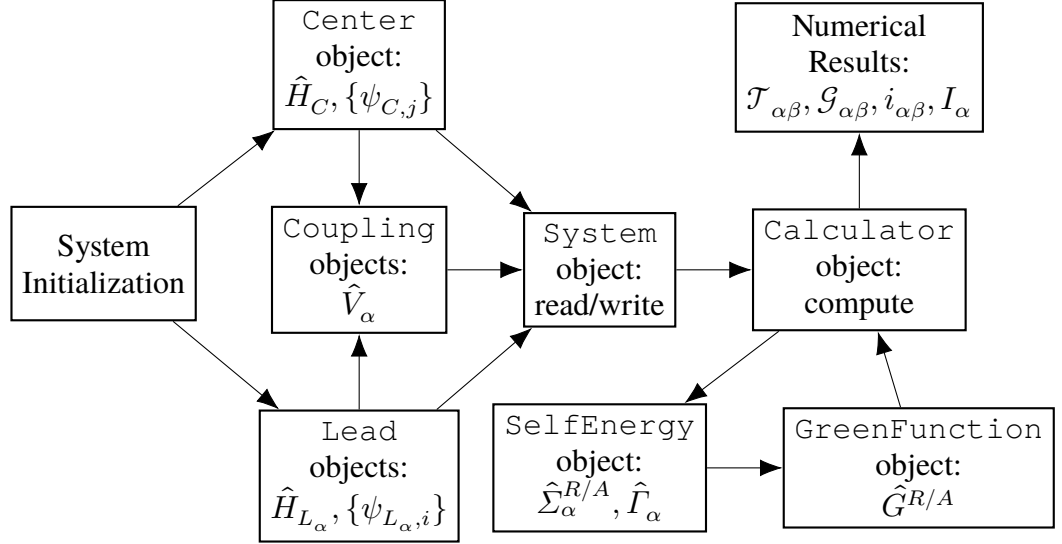 Center
object:
Ĥ_C, {ψ_{C,j}}
Numerical
Results:
𝒯_{αβ}, 𝒢_{αβ}, i_{αβ}, I_α
System
Initialization
Coupling
objects:
V̂_α
System
object:
read/write
Calculator
object:
compute
Lead
objects:
Ĥ_{L_α}, {ψ_{L_α,i}}
SelfEnergy
object:
Σ̂_α^{R/A}, Γ̂_α
GreenFunction
object:
Ĝ^{R/A}